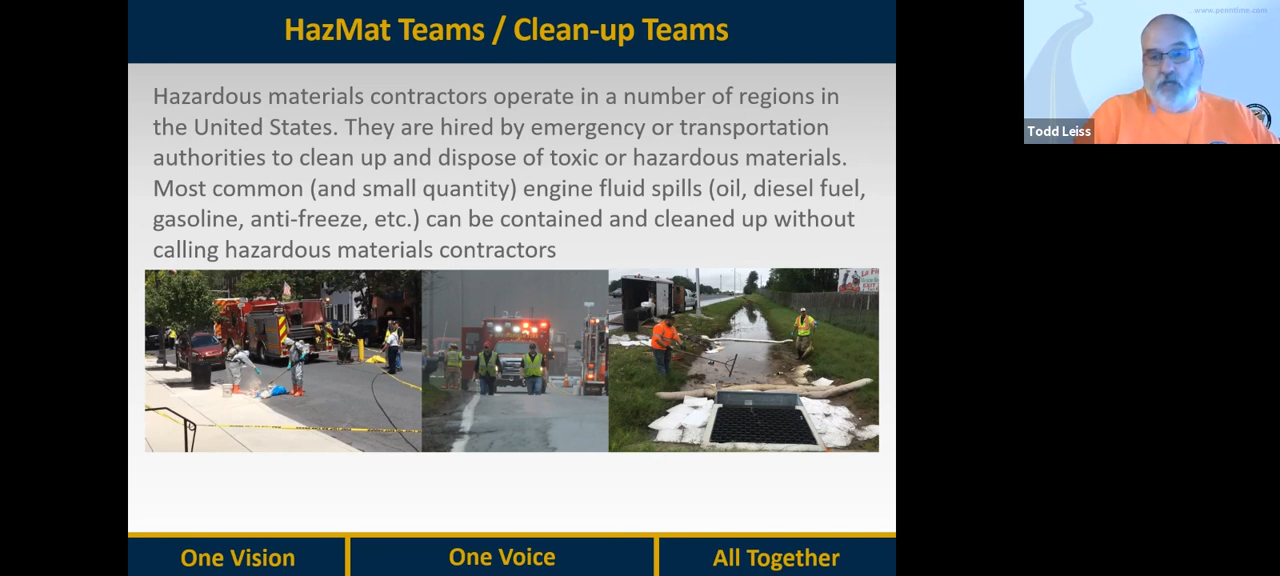 HazMat Teams / Clean-up Teams
www.penntime.com
Hazardous materials contractors operate in a number of regions in
the United States. They are hired by emergency or transportation
authorities to clean up and dispose of toxic or hazardous materials.
Most common (and small quantity) engine fluid spills (oil, diesel fuel,
gasoline, anti-freeze, etc.) can be contained and cleaned up without
calling hazardous materials contractors
Todd Leiss
One Vision
One Voice
All Together